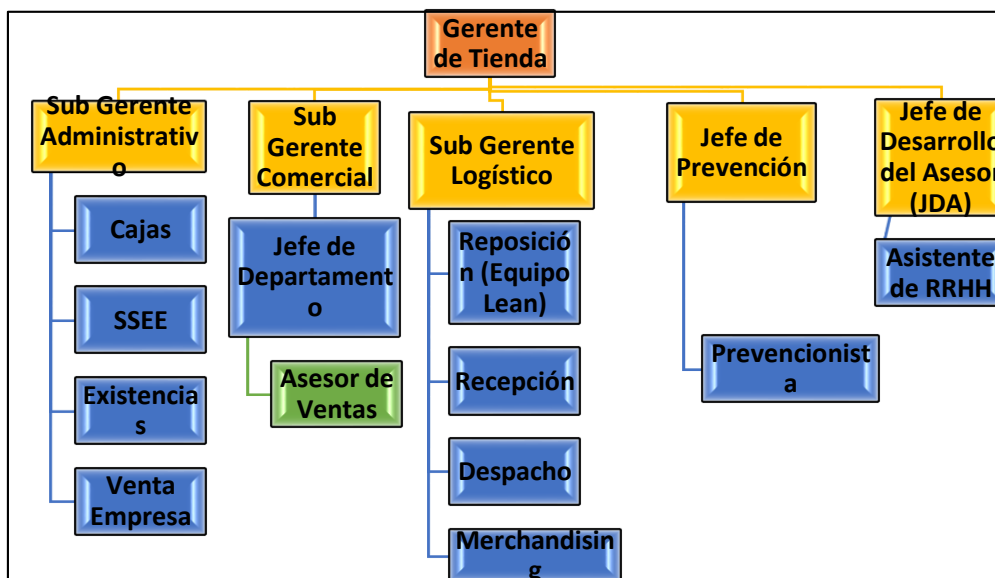 Gerente
de Tienda
Sub Gerente
Administrativ
o
Cajas
SSEE
Existencia
s
Venta
Empresa
Sub
Gerente
Comercial
Jefe de
Departament
o
Asesor de
Ventas
Sub Gerente
Logístico
Reposició
n (Equipo
Lean)
Recepción
Despacho
Merchandisin
g
Jefe de
Prevención
Prevencionist
a
Jefe de
Desarrollo
del Asesor
(JDA)
Asistente
de RRHH